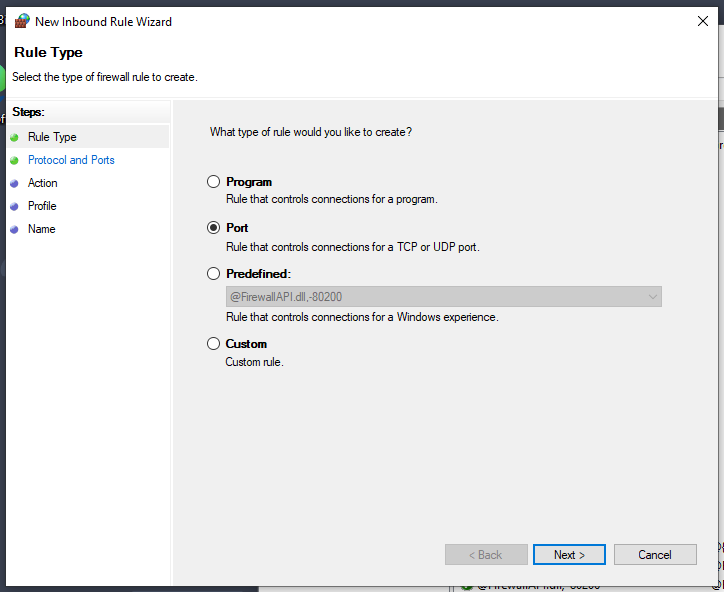 New Inbound Rule Wizard
Rule Type
Select the type of firewall rule to create.
Steps:
Rule Type
Protocol and Ports
Action
Profile
Name
What type of rule would you like to create?
Program
Rule that controls connections for a program.
Port
Rule that controls connections for a TCP or UDP port.
Predefined:
@FirewallAPI.dll,-80200
Rule that controls connections for a Windows experience.
Custom
Custom rule.
< Back
Next >
Cancel